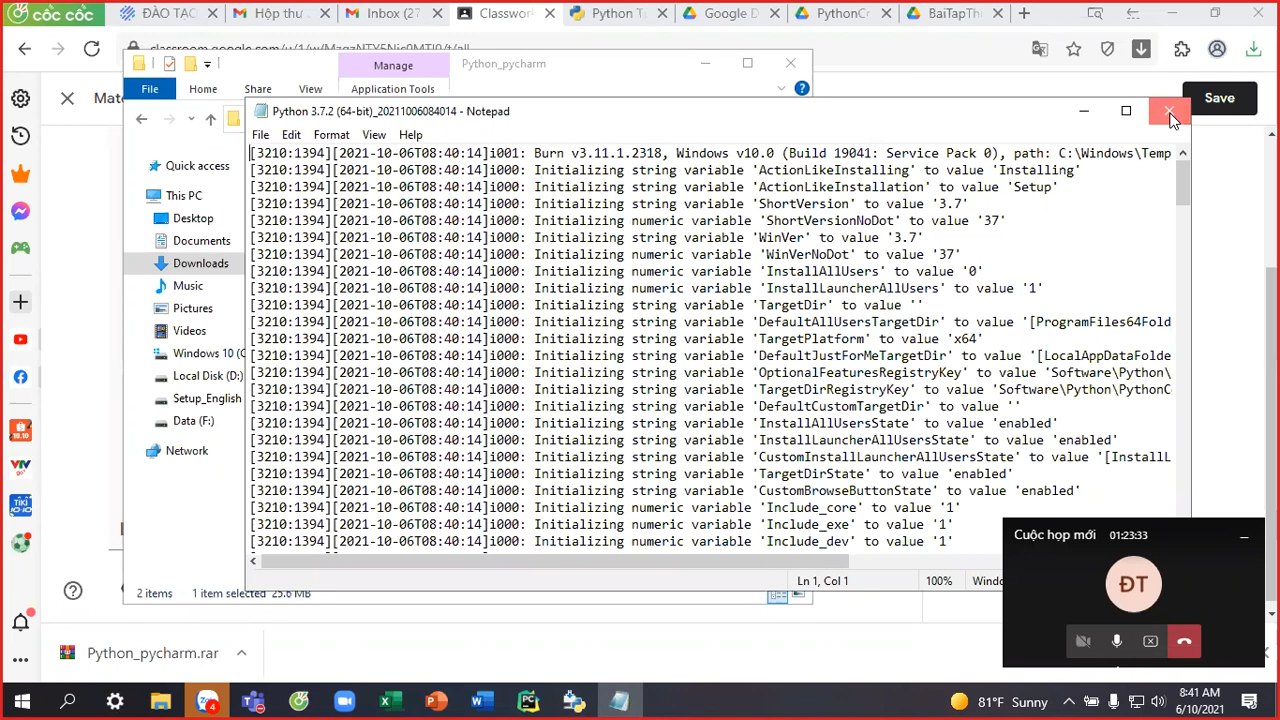 CỐC CỐC
ĐÀO TẠC
Hộp thư
Inbox (27
Classwork
Python Tu
Google D
PythonCo
BaiTapTh
classroom.google.com/u/1/w/MzgzNTY5Njc0MTI0/t/all
Manage
Python_pycharm
File
Home
Share
View
Application Tools
Mate
Save
Python 3.7.2 (64-bit)_20211006084014 - Notepad
File Edit Format View Help
Quick access
This PC
Desktop
Documents
Downloads
Music
Pictures
Videos
Windows 10 (C
Local Disk (D:)
Setup_English
Data (F:)
Network
[3210:1394][2021-10-06T08:40:14]i001: Burn v3.11.1.2318, Windows v10.0 (Build 19041: Service Pack 0), path: C:\Windows\Temp
[3210:1394][2021-10-06T08:40:14]i000: Initializing string variable 'ActionLikeInstalling' to value 'Installing'
[3210:1394][2021-10-06T08:40:14]i000: Initializing string variable 'ActionLikeInstallation' to value 'Setup'
[3210:1394][2021-10-06T08:40:14]i000: Initializing string variable 'ShortVersion' to value '3.7'
[3210:1394][2021-10-06T08:40:14]i000: Initializing numeric variable 'ShortVersionNoDot' to value '37'
[3210:1394][2021-10-06T08:40:14]i000: Initializing string variable 'WinVer' to value '3.7'
[3210:1394][2021-10-06T08:40:14]i000: Initializing numeric variable 'WinVerNoDot' to value '37'
[3210:1394][2021-10-06T08:40:14]i000: Initializing numeric variable 'InstallAllUsers' to value '0'
[3210:1394][2021-10-06T08:40:14]i000: Initializing numeric variable 'InstallLauncherAllUsers' to value '1'
[3210:1394][2021-10-06T08:40:14]i000: Initializing string variable 'TargetDir' to value ''
[3210:1394][2021-10-06T08:40:14]i000: Initializing string variable 'DefaultAllUsersTargetDir' to value '[ProgramFiles64Fold
[3210:1394][2021-10-06T08:40:14]i000: Initializing string variable 'TargetPlatform' to value 'x64'
[3210:1394][2021-10-06T08:40:14]i000: Initializing string variable 'DefaultJustForMeTargetDir' to value '[LocalAppDataFolde
[3210:1394][2021-10-06T08:40:14]i000: Initializing string variable 'OptionalFeaturesRegistryKey' to value 'Software\Python\
[3210:1394][2021-10-06T08:40:14]i000: Initializing string variable 'TargetDirRegistryKey' to value 'Software\Python\PythonC
[3210:1394][2021-10-06T08:40:14]i000: Initializing string variable 'DefaultCustomTargetDir' to value ''
[3210:1394][2021-10-06T08:40:14]i000: Initializing string variable 'InstallAllUsersState' to value 'enabled'
[3210:1394][2021-10-06T08:40:14]i000: Initializing string variable 'InstallLauncherAllUsersState' to value 'enabled'
[3210:1394][2021-10-06T08:40:14]i000: Initializing string variable 'CustomInstallLauncherAllUsersState' to value '[InstallL
[3210:1394][2021-10-06T08:40:14]i000: Initializing string variable 'TargetDirState' to value 'enabled'
[3210:1394][2021-10-06T08:40:14]i000: Initializing string variable 'CustomBrowseButtonState' to value 'enabled'
[3210:1394][2021-10-06T08:40:14]i000: Initializing numeric variable 'Include_core' to value '1'
[3210:1394][2021-10-06T08:40:14]i000: Initializing numeric variable 'Include_exe' to value '1'
[3210:1394][2021-10-06T08:40:14]i000: Initializing numeric variable 'Include_dev' to value '1'
Ln 1, Col 1
100%
Windo
2 items
1 item selected 25.6 MB
Cuộc họp mới 01:23:33
ĐT
Python_pycharm.rar
81°F Sunny
8:41 AM
6/10/2021